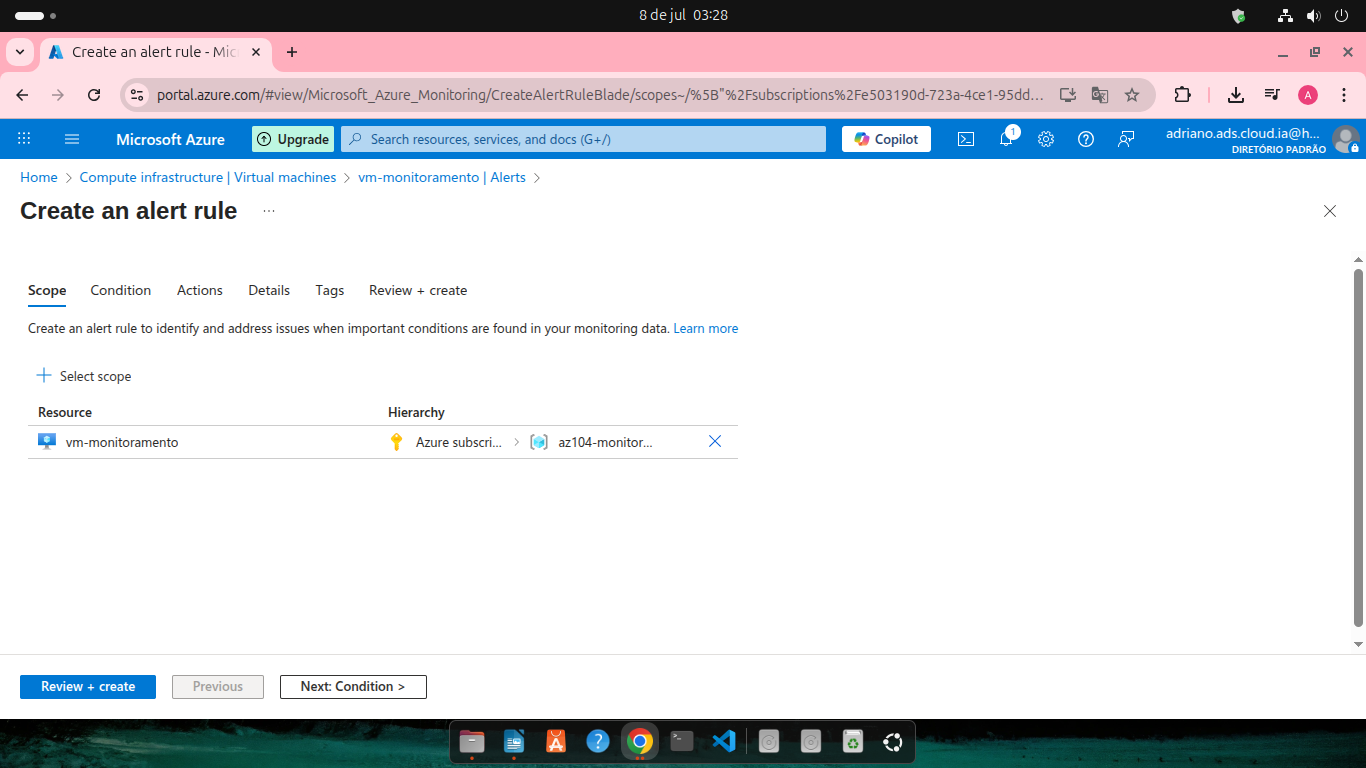 8 de jul 03:28
Create an alert rule - Mic
portal.azure.com/#view/Microsoft_Azure_Monitoring/CreateAlertRuleBlade/scopes~/%5B"%2Fsubscriptions%2Fe503190d-723a-4ce1-95dd...
A
Microsoft Azure
Upgrade
Search resources, services, and docs (G+/)
Copilot
1
adriano.ads.cloud.ia@h...
DIRETÓRIO PADRÃO
Home > Compute infrastructure | Virtual machines > vm-monitoramento | Alerts >
Create an alert rule ...
Scope Condition Actions Details Tags Review + create
Create an alert rule to identify and address issues when important conditions are found in your monitoring data. Learn more
Select scope
Resource Hierarchy
vm-monitoramento Azure subscri... > az104-monitor...
Review + create Previous Next: Condition >